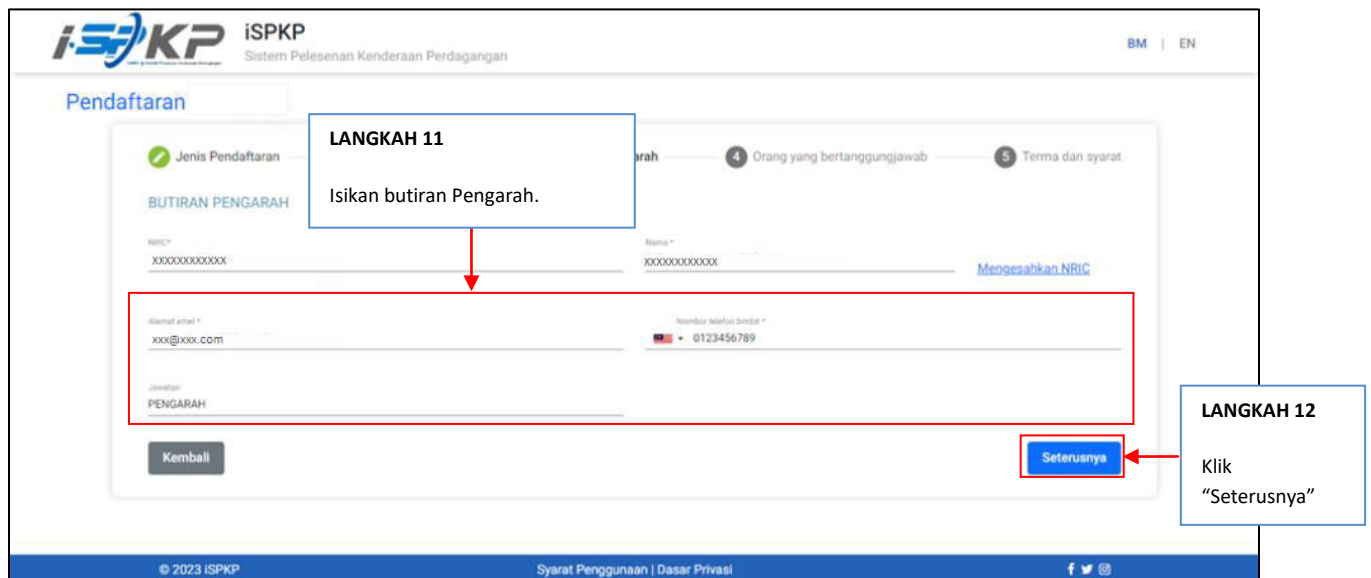 iSPKP
iSPKP
Sistem Pelesenan Kenderaan Perdagangan
BM | EN
Pendaftaran
LANGKAH 11
Isikan butiran Pengarah.
Jenis Pendaftaran
arah
4 Orang yang bertanggungjawab
5 Terma dan syarat
BUTIRAN PENGARAH
NRIC*
XXXXXXXXXXXX
Nama *
XXXXXXXXXXXX
Mengesahkan NRIC
Alamat emel *
xxx@xxx.com
Nombor telefon bimbit *
0123456789
Jawatan
PENGARAH
LANGKAH 12
Klik
“Seterusnya”
Kembali
Seterusnya
© 2023 iSPKP
Syarat Penggunaan | Dasar Privasi